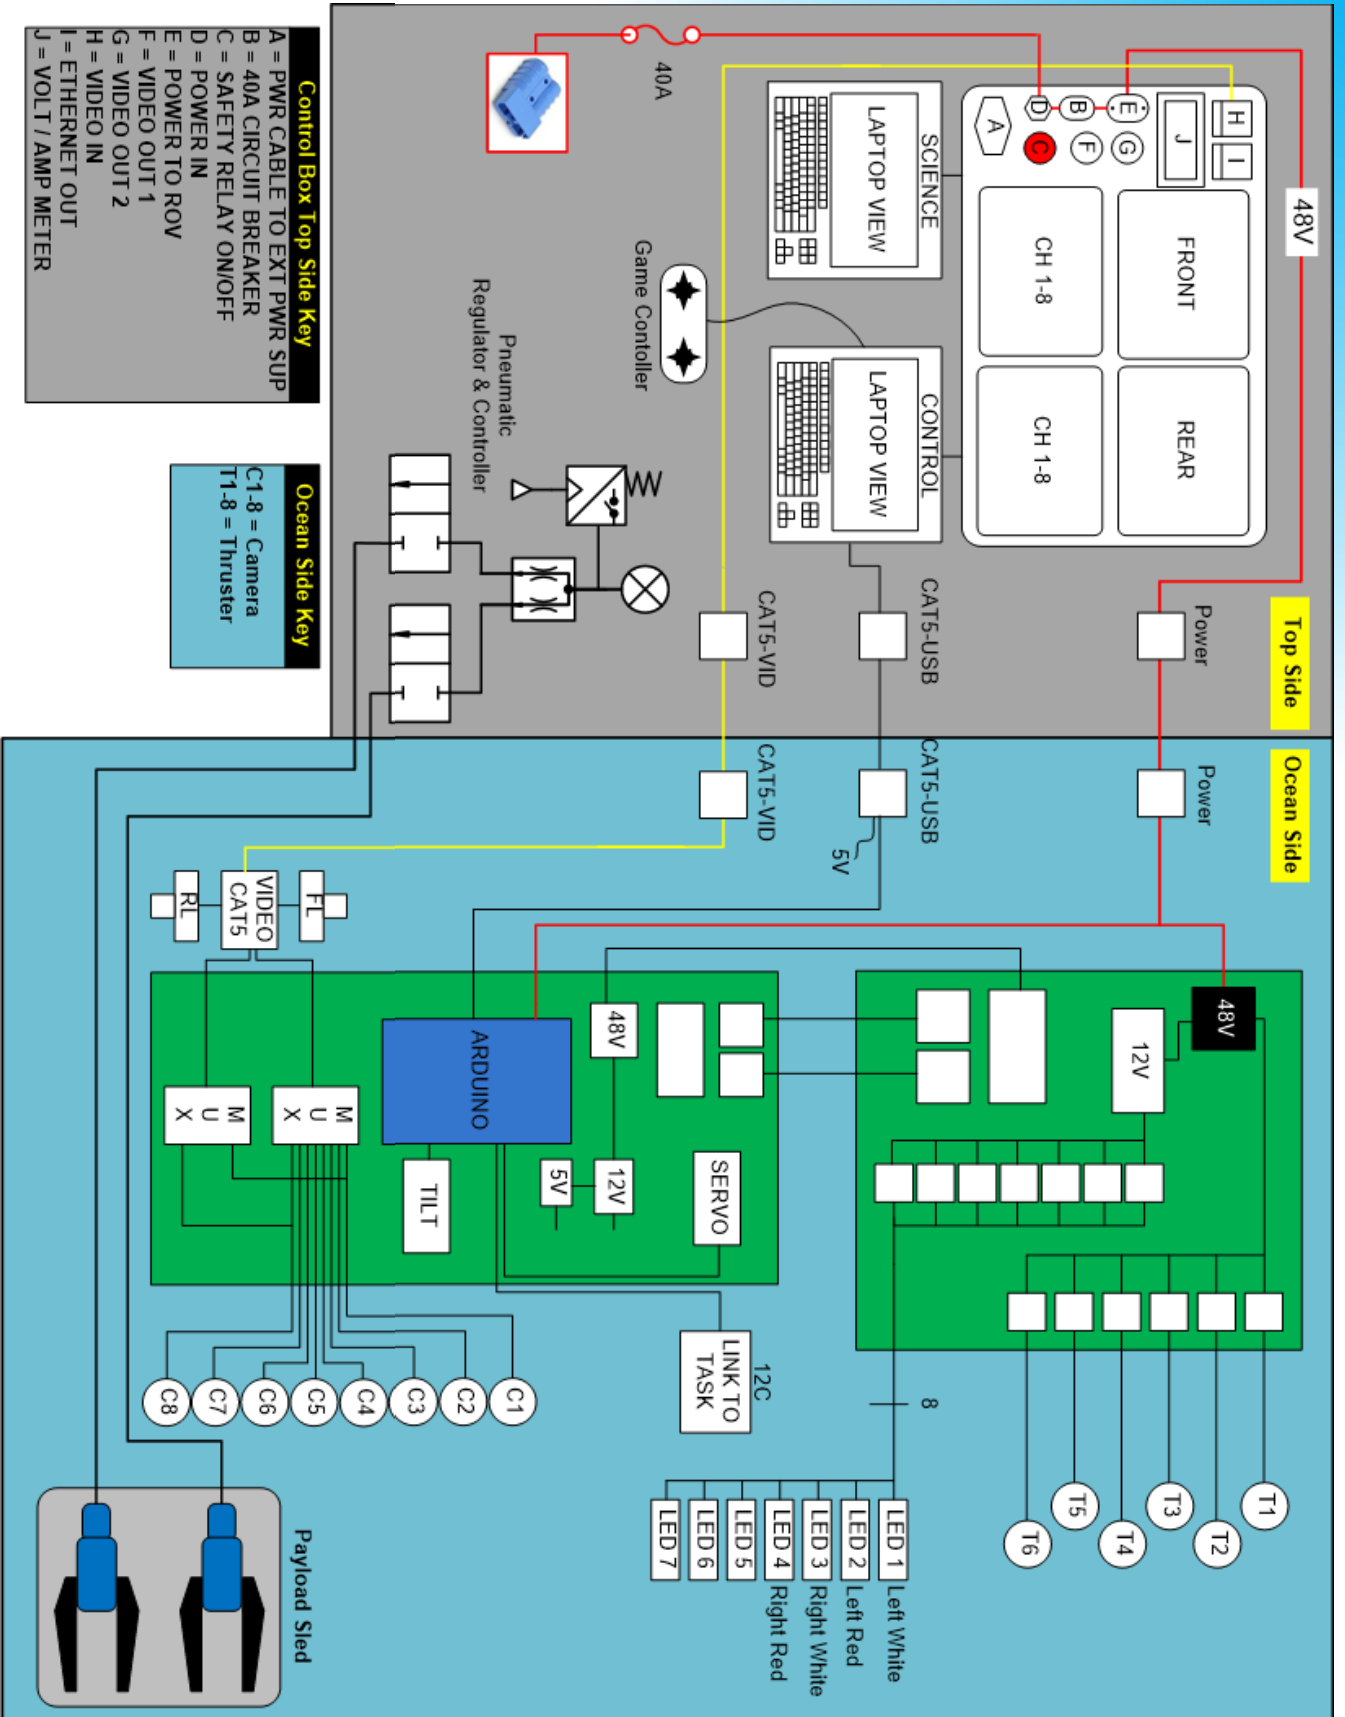 Top Side
Ocean Side
48V
Power
Power
H
I
J
E
G
B
F
D
C
A
FRONT
REAR
CH 1-8
CH 1-8
40A
SCIENCE
LAPTOP VIEW
CONTROL
LAPTOP VIEW
Game Contoller
CAT5-USB
CAT5-USB
5V
CAT5-VID
CAT5-VID
Pneumatic
Regulator & Controller
Control Box Top Side Key
A = PWR CABLE TO EXT PWR SUP
B = 40A CIRCUIT BREAKER
C = SAFETY RELAY ON/OFF
D = POWER IN
E = POWER TO ROV
F = VIDEO OUT 1
G = VIDEO OUT 2
H = VIDEO IN
I = ETHERNET OUT
J = VOLT / AMP METER
Ocean Side Key
C1-8 = Camera
T1-8 = Thruster
48V
12V
T1
T2
T3
T4
T5
T6
8
LED 1 Left White
LED 2 Left Red
LED 3 Right White
LED 4 Right Red
LED 5
LED 6
LED 7
SERVO
48V
12V
5V
ARDUINO
TILT
12C
LINK TO
TASK
FL
VIDEO
CAT5
RL
MUX
MUX
C1
C2
C3
C4
C5
C6
C7
C8
Payload Sled